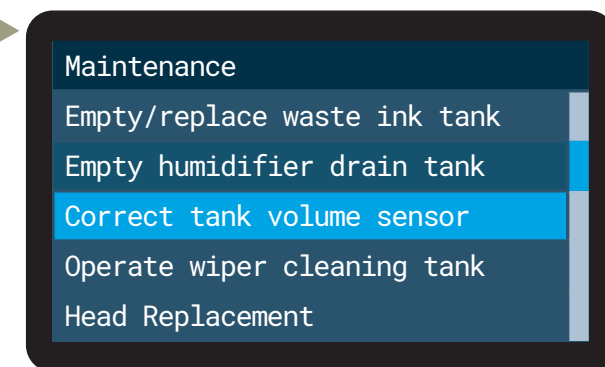 Maintenance
Empty/replace waste ink tank
Empty humidifier drain tank
Correct tank volume sensor
Operate wiper cleaning tank
Head Replacement